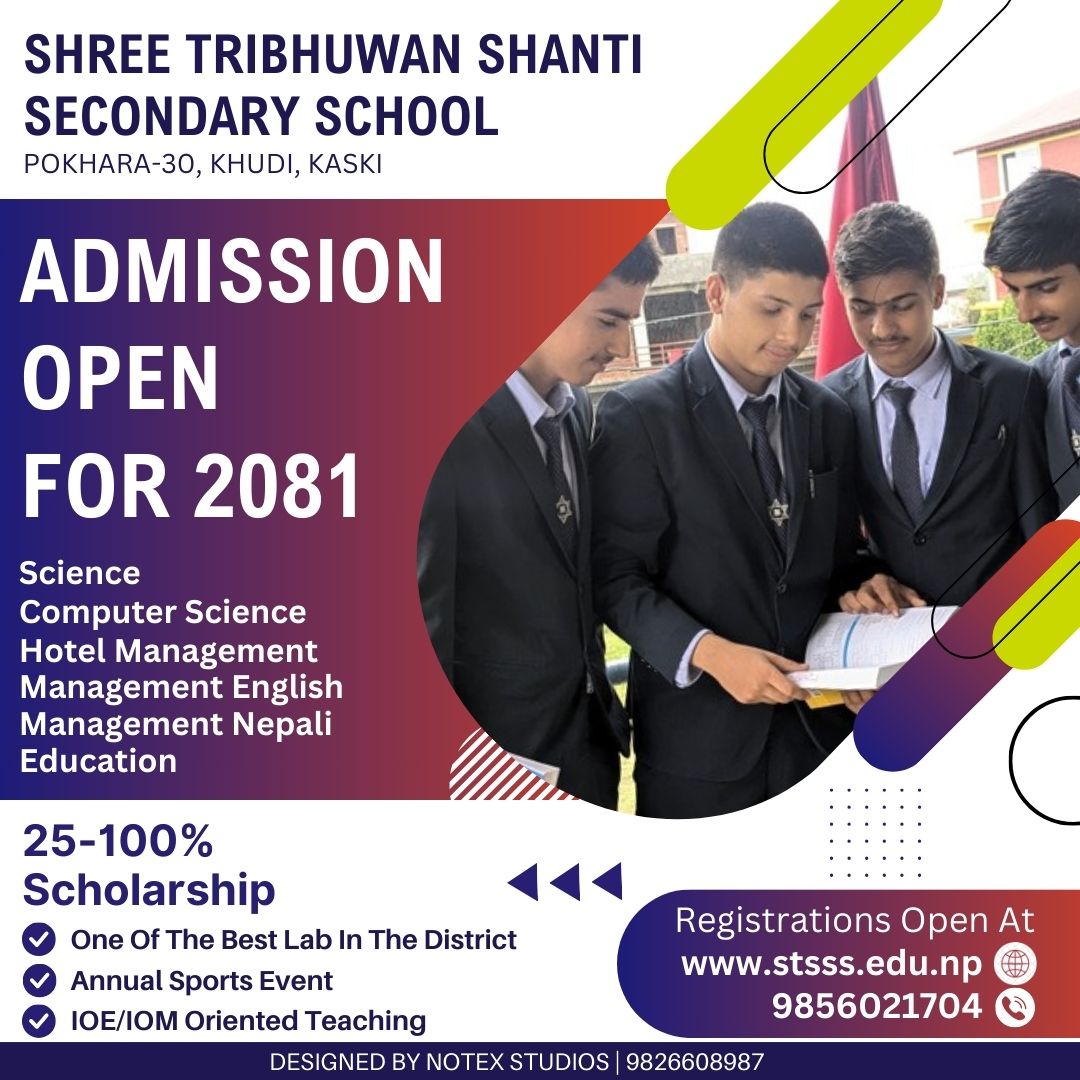 SHREE TRIBHUWAN SHANTI
SECONDARY SCHOOL
POKHARA-30, KHUDI, KASKI
ADMISSION
OPEN
FOR 2081
Science
Computer Science
Hotel Management
Management English
Management Nepali
Education
25-100%
Scholarship
One Of The Best Lab In The District
Annual Sports Event
IOE/IOM Oriented Teaching
Registrations Open At
www.stsss.edu.np
9856021704
DESIGNED BY NOTEX STUDIOS | 9826608987